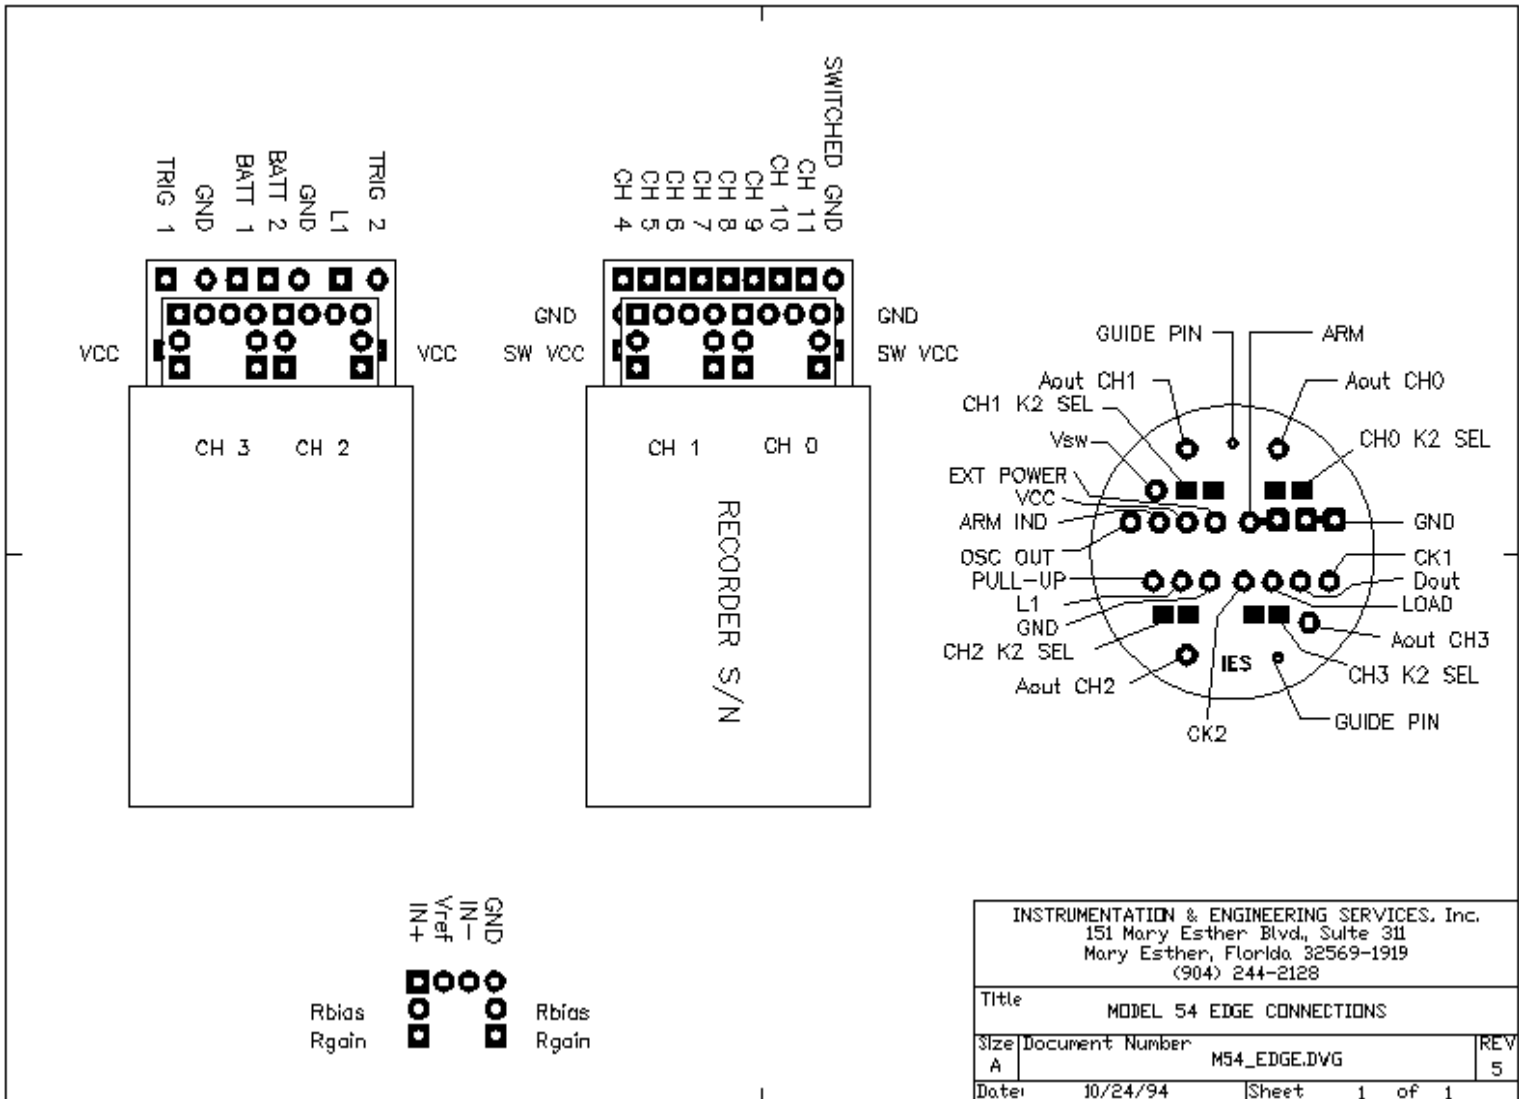 TRIG 1
GND
BATT 1
BATT 2
GND
L1
TRIG 2
VCC
VCC
CH 3
CH 2
CH 4
CH 5
CH 6
CH 7
CH 8
CH 9
CH 10
CH 11
SWITCHED GND
GND
GND
SW VCC
SW VCC
CH 1
CH 0
RECORDER S/N
GUIDE PIN
ARM
Aout CH1
Aout CH0
CH1 K2 SEL
CH0 K2 SEL
Vsw
EXT POWER
VCC
ARM IND
GND
OSC OUT
CK1
PULL-UP
Dout
L1
LOAD
GND
Aout CH3
CH2 K2 SEL
IES
CH3 K2 SEL
Aout CH2
GUIDE PIN
CK2
IN+
Vref
IN-
GND
Rbias
Rbias
Rgain
Rgain
INSTRUMENTATION & ENGINEERING SERVICES, Inc.
151 Mary Esther Blvd., Suite 311
Mary Esther, Florida 32569-1919
(904) 244-2128
Title
MODEL 54 EDGE CONNECTIONS
Size Document Number REV
A M54_EDGE.DWG 5
Date: 10/24/94 Sheet 1 of 1